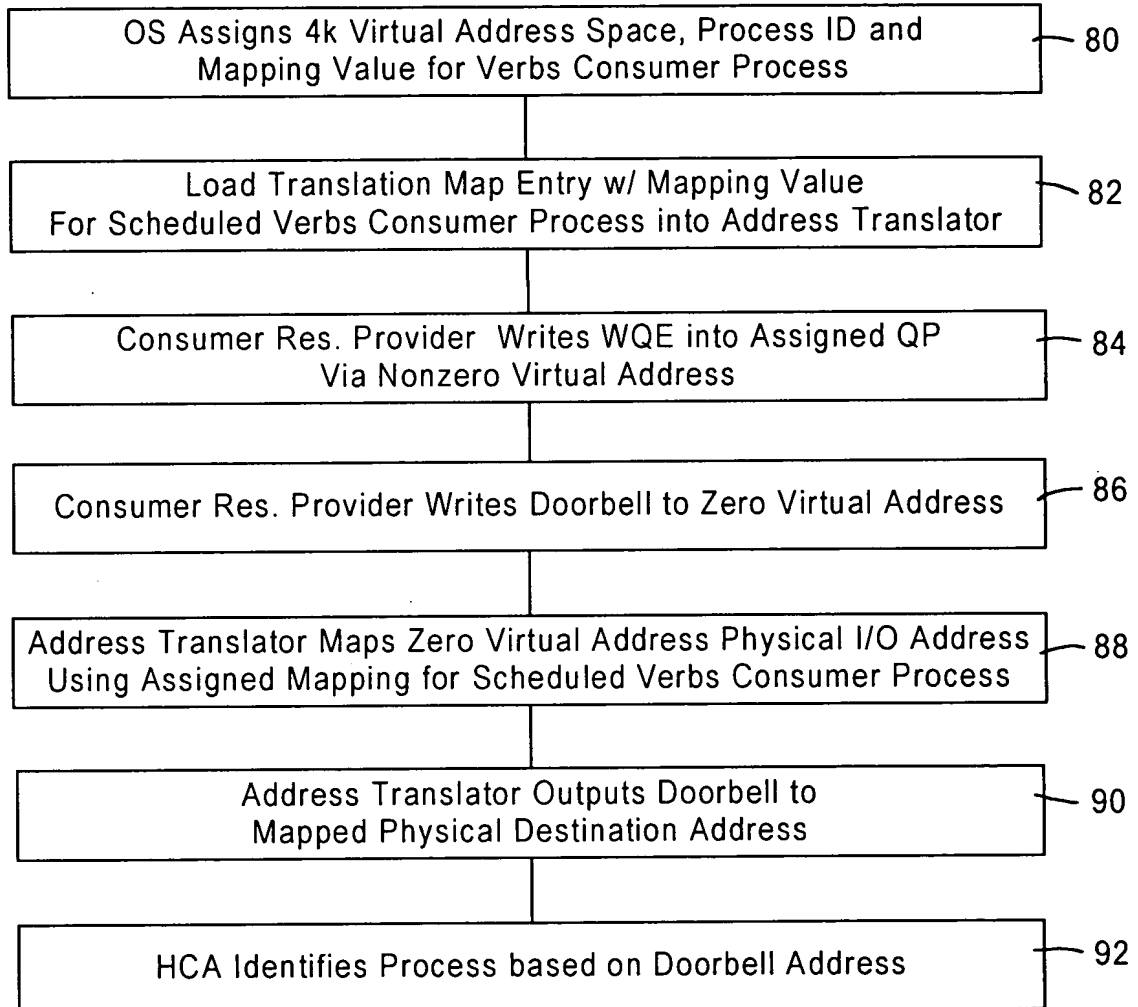 OS Assigns 4k Virtual Address Space, Process ID and
Mapping Value for Verbs Consumer Process
80
Load Translation Map Entry w/ Mapping Value
For Scheduled Verbs Consumer Process into Address Translator
82
Consumer Res. Provider Writes WQE into Assigned QP
Via Nonzero Virtual Address
84
Consumer Res. Provider Writes Doorbell to Zero Virtual Address
86
Address Translator Maps Zero Virtual Address Physical I/O Address
Using Assigned Mapping for Scheduled Verbs Consumer Process
88
Address Translator Outputs Doorbell to
Mapped Physical Destination Address
90
HCA Identifies Process based on Doorbell Address
92